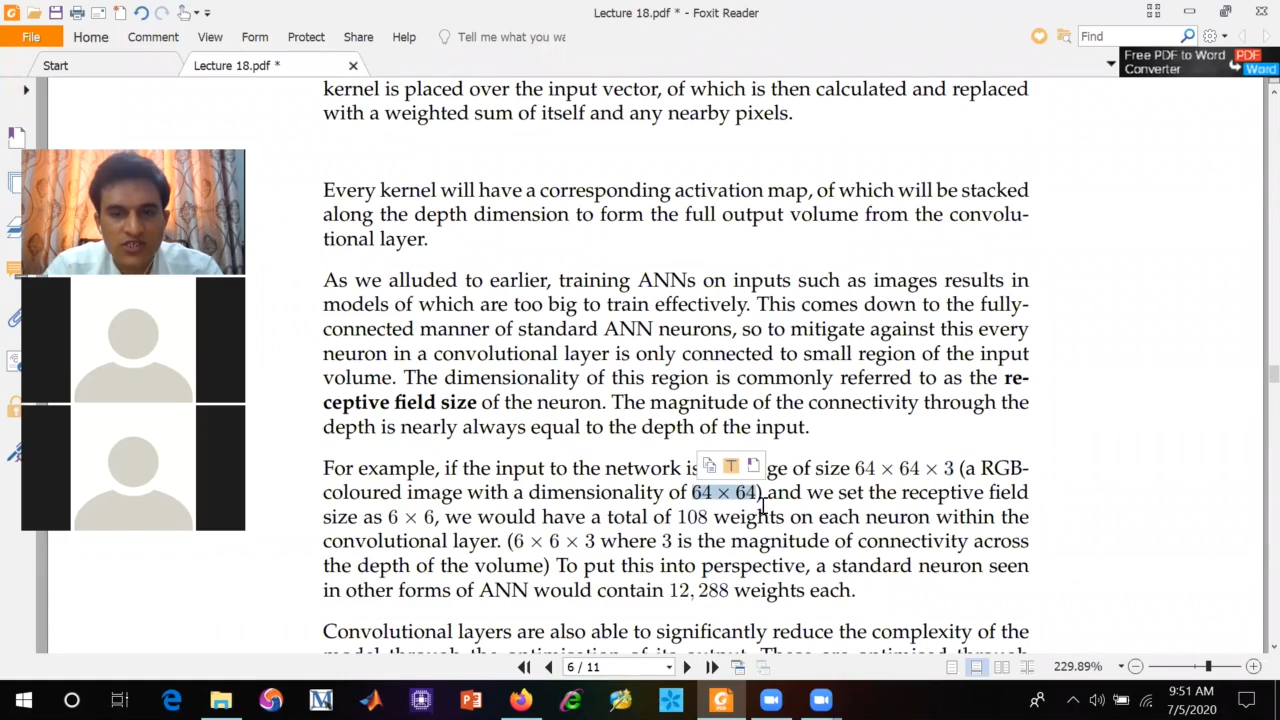 Lecture 18.pdf * - Foxit Reader
File Home Comment View Form Protect Share Help Tell me what you wa Find
Start Lecture 18.pdf *
Free PDF to Word Converter PDF Word
kernel is placed over the input vector, of which is then calculated and replaced
with a weighted sum of itself and any nearby pixels.
Every kernel will have a corresponding activation map, of which will be stacked
along the depth dimension to form the full output volume from the convolu-
tional layer.
As we alluded to earlier, training ANNs on inputs such as images results in
models of which are too big to train effectively. This comes down to the fully-
connected manner of standard ANN neurons, so to mitigate against this every
neuron in a convolutional layer is only connected to small region of the input
volume. The dimensionality of this region is commonly referred to as the re-
ceptive field size of the neuron. The magnitude of the connectivity through the
depth is nearly always equal to the depth of the input.
For example, if the input to the network is ge of size 64 × 64 × 3 (a RGB-
coloured image with a dimensionality of 64 × 64) and we set the receptive field
size as 6 × 6, we would have a total of 108 weights on each neuron within the
convolutional layer. (6 × 6 × 3 where 3 is the magnitude of connectivity across
the depth of the volume) To put this into perspective, a standard neuron seen
in other forms of ANN would contain 12, 288 weights each.
Convolutional layers are also able to significantly reduce the complexity of the
6 / 11 229.89%
9:51 AM
7/5/2020